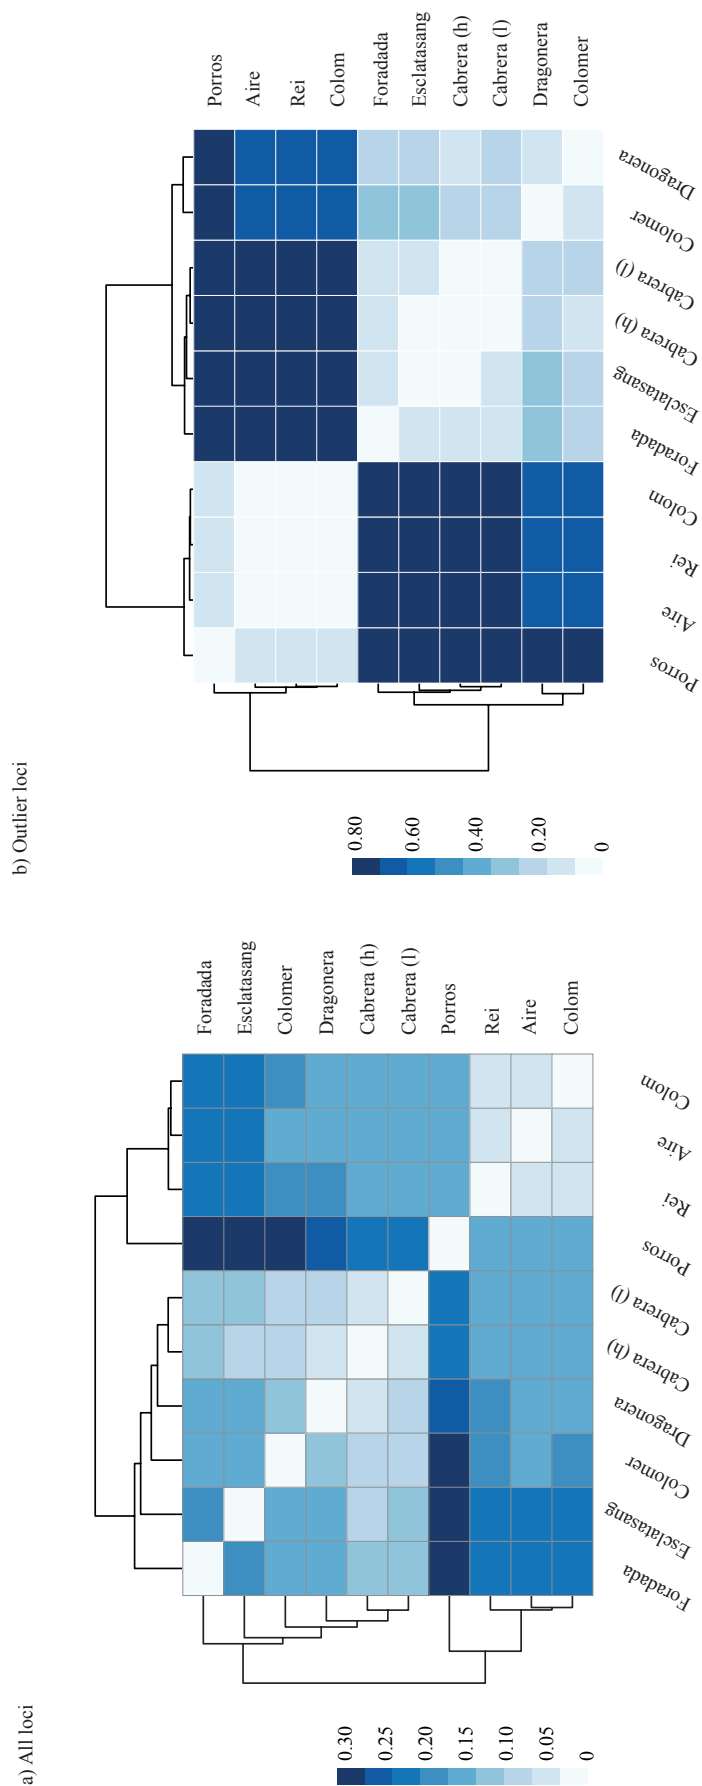 b) Outlier loci
Porros
Aire
Rei
Colom
Foradada
Esclatasang
Cabrera (h)
Cabrera (l)
Dragonera
Colomer
Porros
Aire
Rei
Colom
Foradada
Esclatasang
Cabrera (h)
Cabrera (l)
Colomer
Dragonera
0.80
0.60
0.40
0.20
0
a) All loci
Foradada
Esclatasang
Colomer
Dragonera
Cabrera (h)
Cabrera (l)
Porros
Rei
Aire
Colom
Foradada
Esclatasang
Colomer
Dragonera
Cabrera (h)
Cabrera (l)
Porros
Rei
Aire
Colom
0.30
0.25
0.20
0.15
0.10
0.05
0